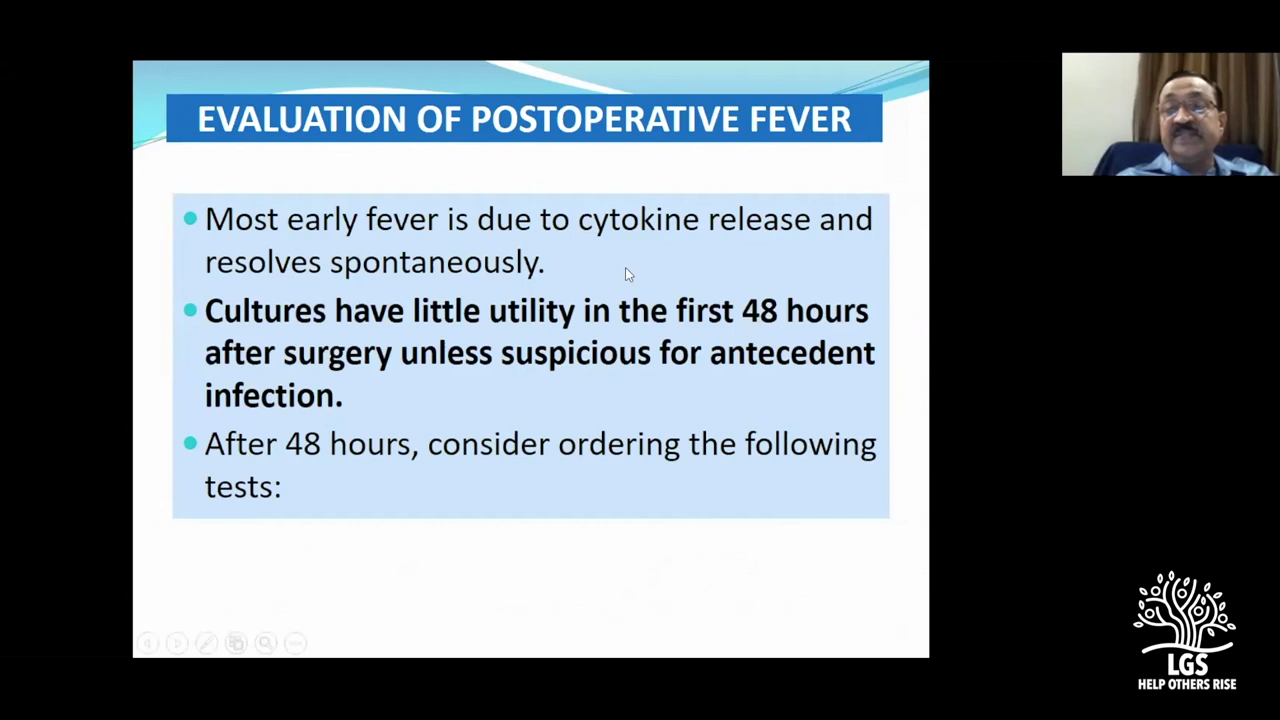 EVALUATION OF POSTOPERATIVE FEVER
Most early fever is due to cytokine release and
resolves spontaneously.
Cultures have little utility in the first 48 hours
after surgery unless suspicious for antecedent
infection.
After 48 hours, consider ordering the following
tests:
LGS
HELP OTHERS RISE